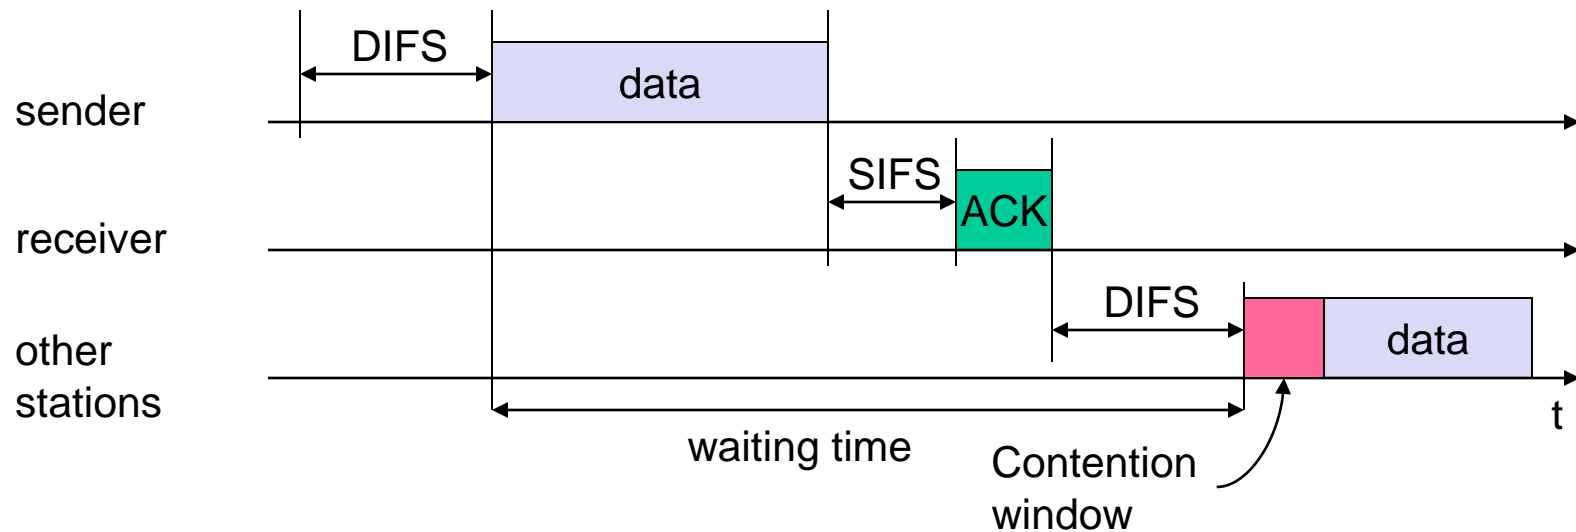 DIFS
data
sender
SIFS
ACK
receiver
DIFS
other
stations
data
t
waiting time
Contention
window